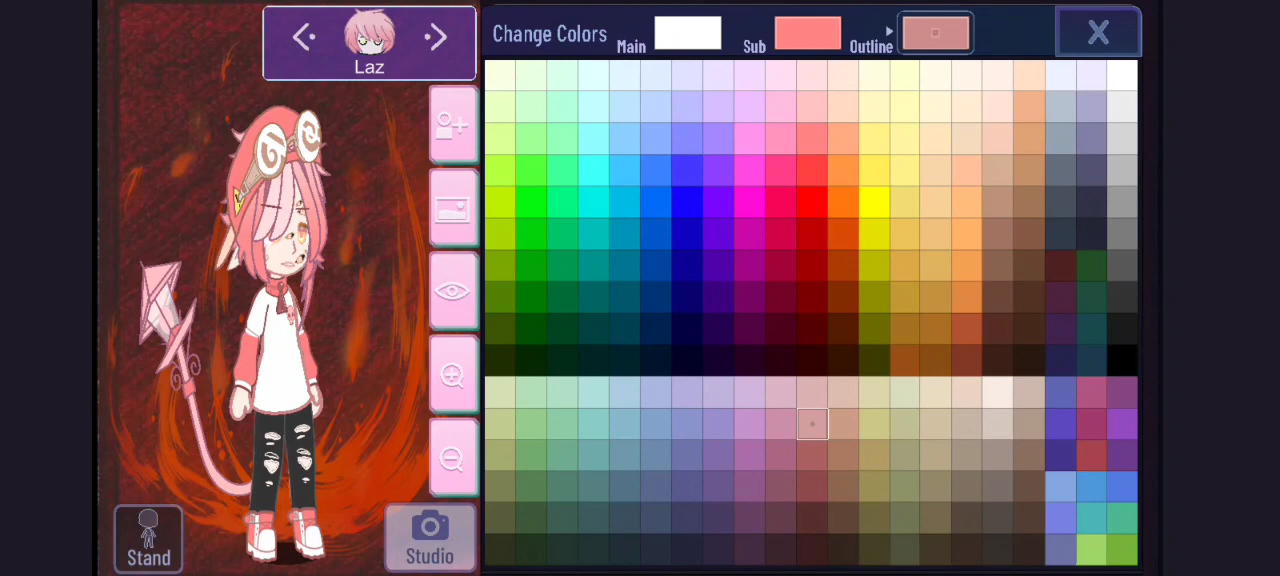 Laz
Change Colors
Main
Sub
Outline
X
Stand
Studio